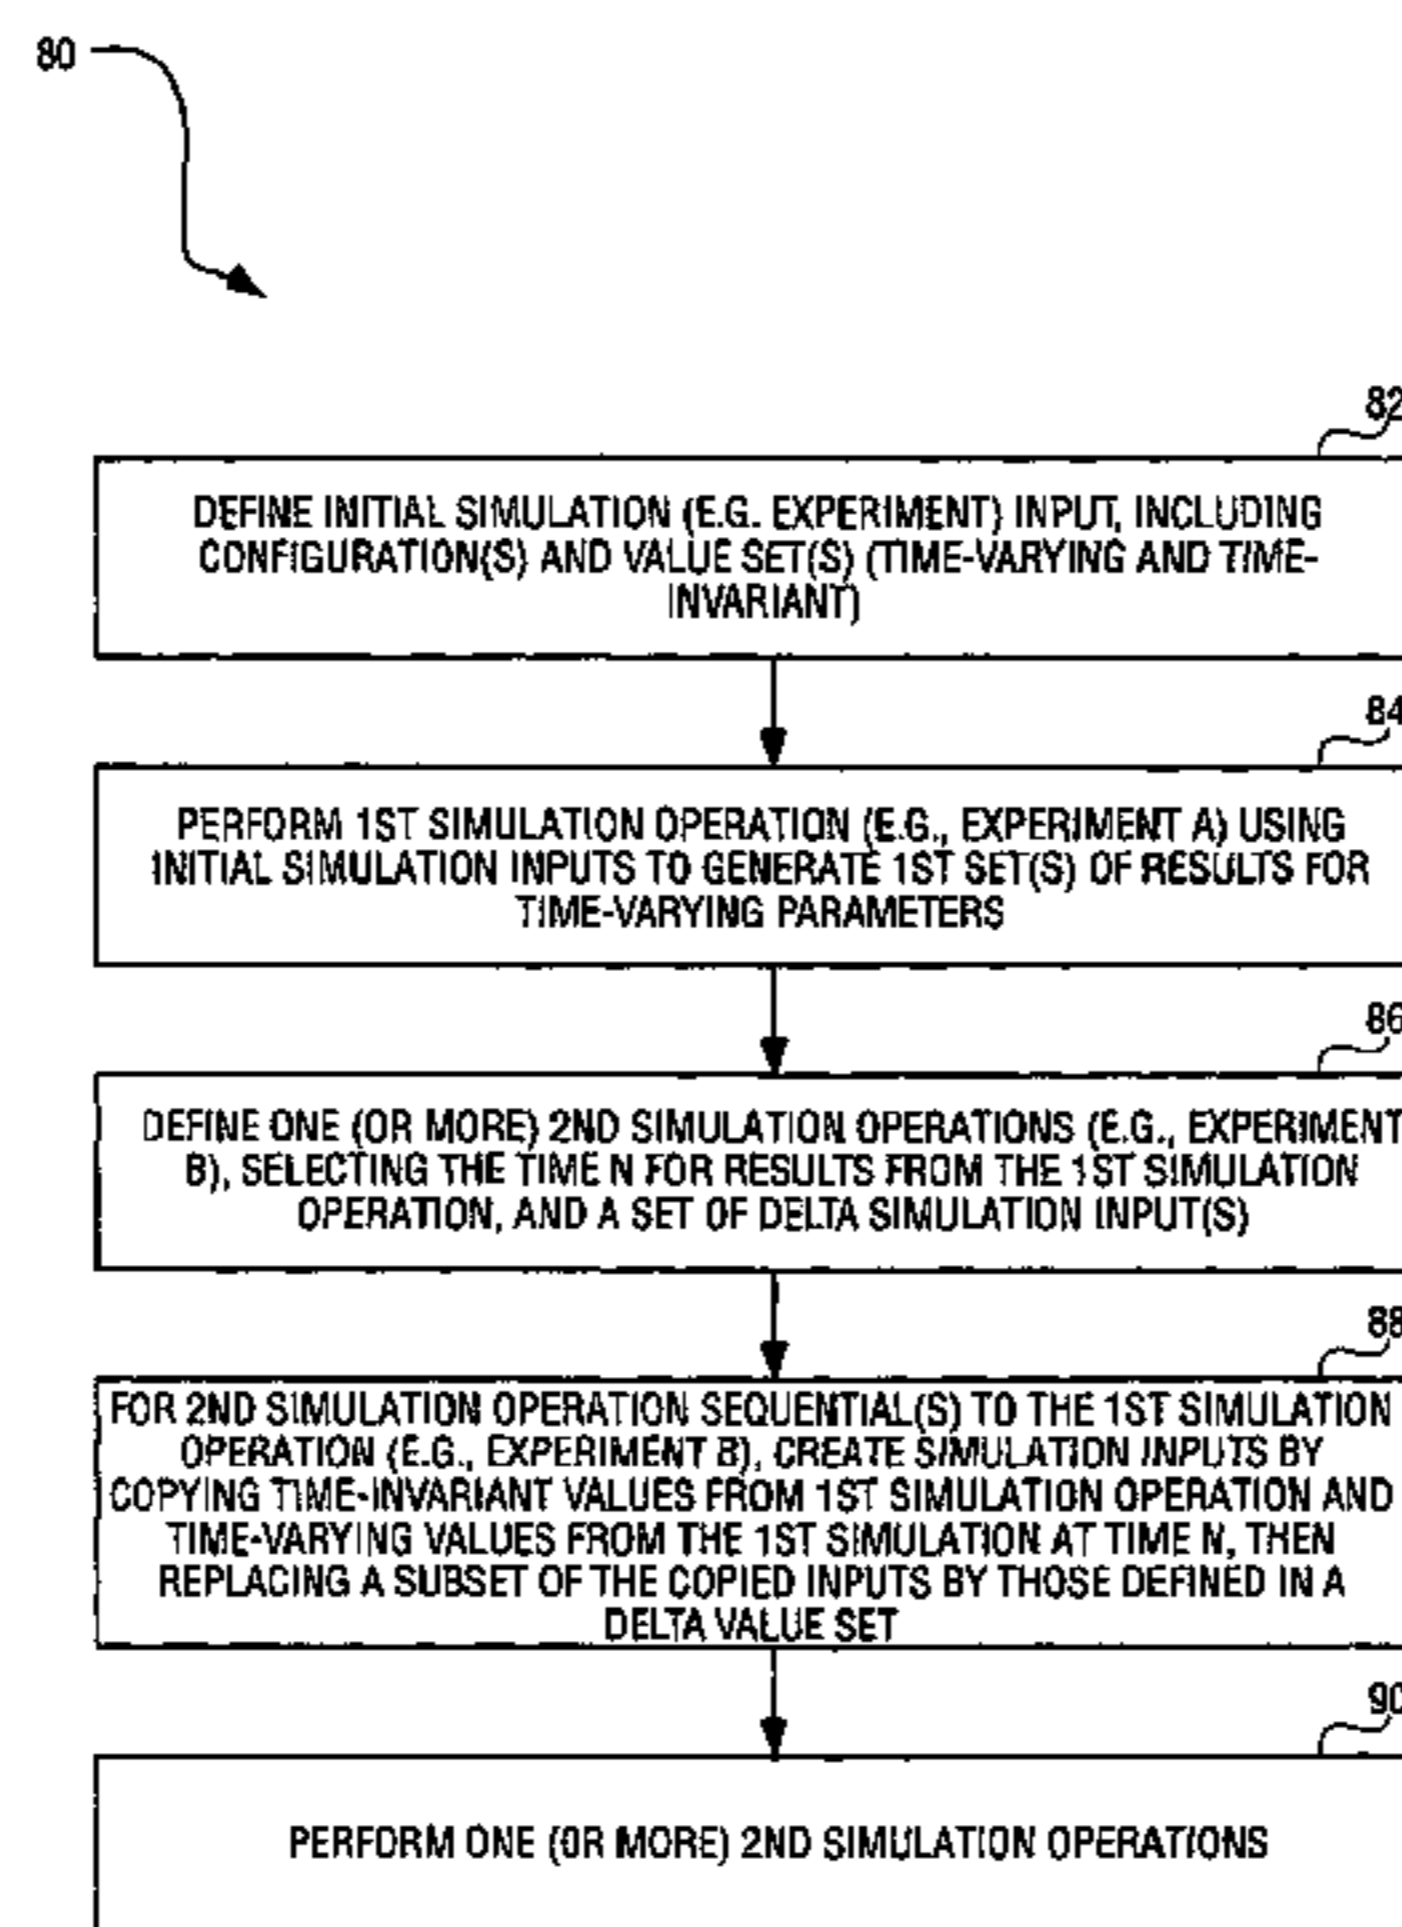 80
82
DEFINE INITIAL SIMULATION (E.G. EXPERIMENT) INPUT, INCLUDING
CONFIGURATION(S) AND VALUE SET(S) (TIME-VARYING AND TIME-
INVARIANT)
84
PERFORM 1ST SIMULATION OPERATION (E.G., EXPERIMENT A) USING
INITIAL SIMULATION INPUTS TO GENERATE 1ST SET(S) OF RESULTS FOR
TIME-VARYING PARAMETERS
86
DEFINE ONE (OR MORE) 2ND SIMULATION OPERATIONS (E.G., EXPERIMENT
B), SELECTING THE TIME N FOR RESULTS FROM THE 1ST SIMULATION
OPERATION, AND A SET OF DELTA SIMULATION INPUT(S)
88
FOR 2ND SIMULATION OPERATION SEQUENTIAL(S) TO THE 1ST SIMULATION
OPERATION (E.G., EXPERIMENT B), CREATE SIMULATION INPUTS BY
COPYING TIME-INVARIANT VALUES FROM 1ST SIMULATION OPERATION AND
TIME-VARYING VALUES FROM THE 1ST SIMULATION AT TIME N, THEN
REPLACING A SUBSET OF THE COPIED INPUTS BY THOSE DEFINED IN A
DELTA VALUE SET
90
PERFORM ONE (OR MORE) 2ND SIMULATION OPERATIONS